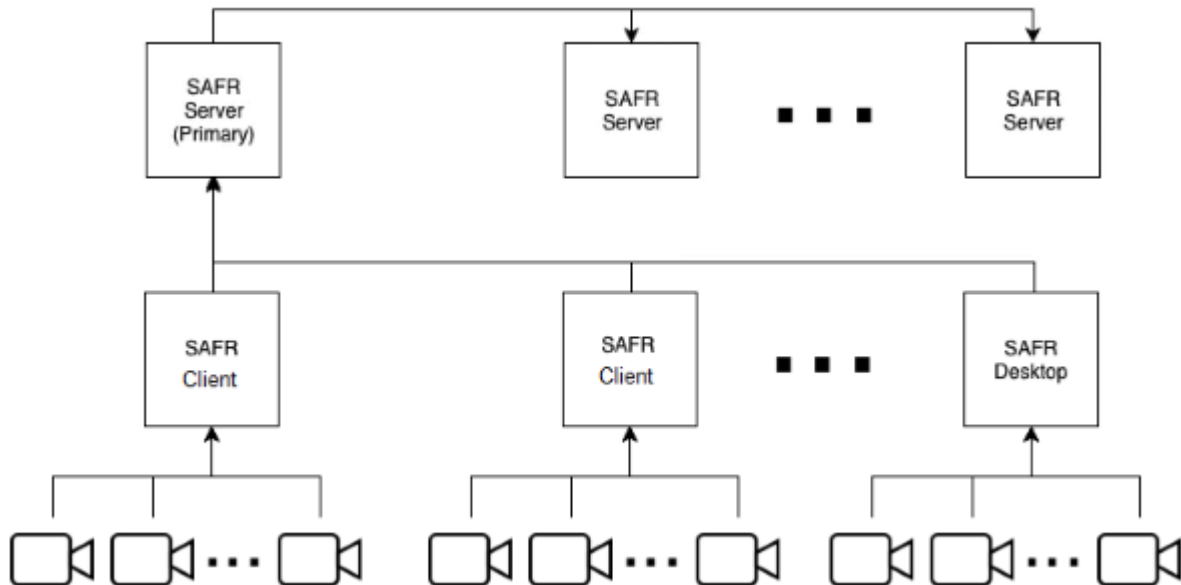 SAFR
Server
(Primary)
SAFR
Server
SAFR
Server
SAFR
Client
SAFR
Client
SAFR
Desktop